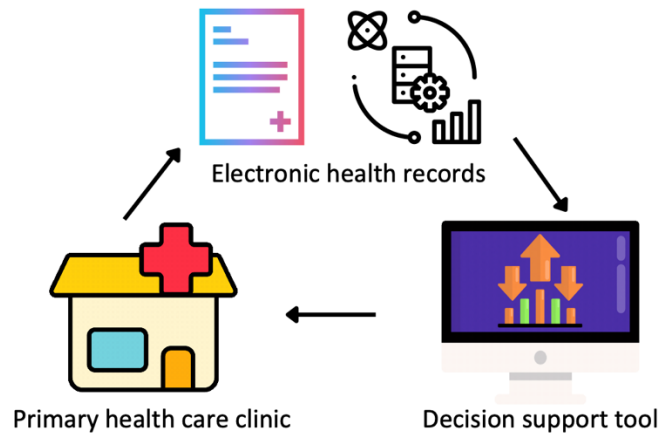 Electronic health records
Primary health care clinic
Decision support tool